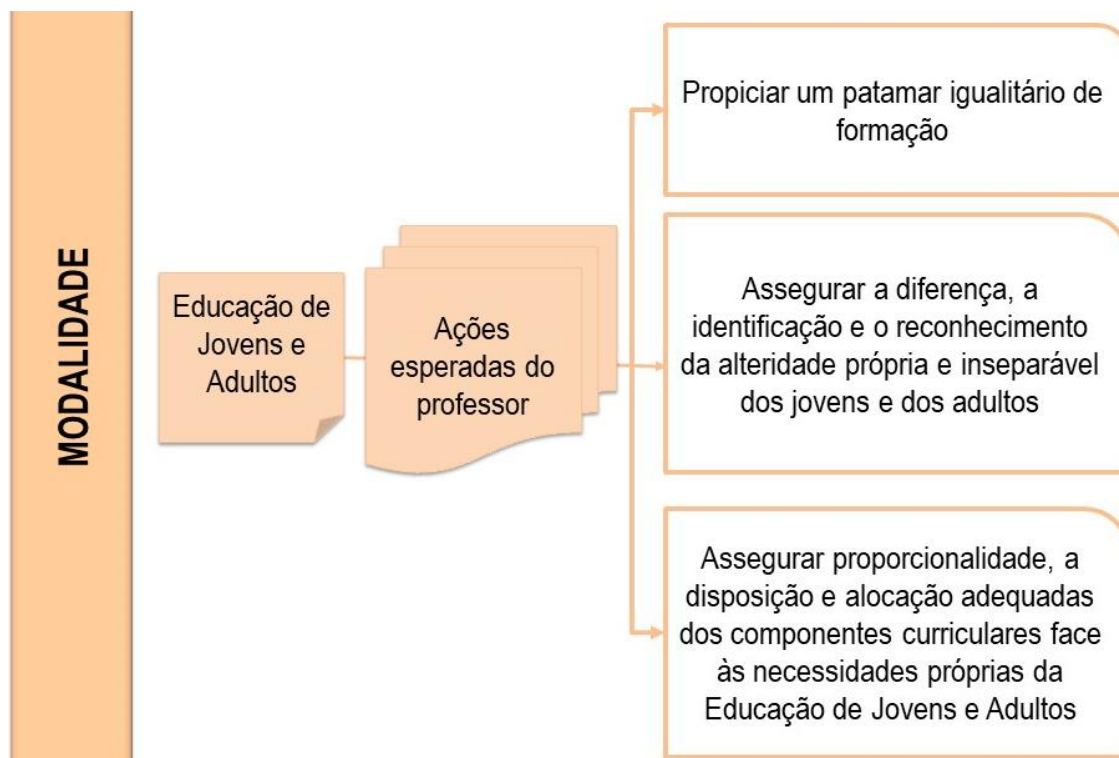 MODALIDADE
Educação de
Jovens e
Adultos
Ações
esperadas do
professor
Propiciar um patamar igualitário de
formação
Assegurar a diferença, a
identificação e o reconhecimento
da alteridade própria e inseparável
dos jovens e dos adultos
Assegurar proporcionalidade, a
disposição e alocação adequadas
dos componentes curriculares face
às necessidades próprias da
Educação de Jovens e Adultos